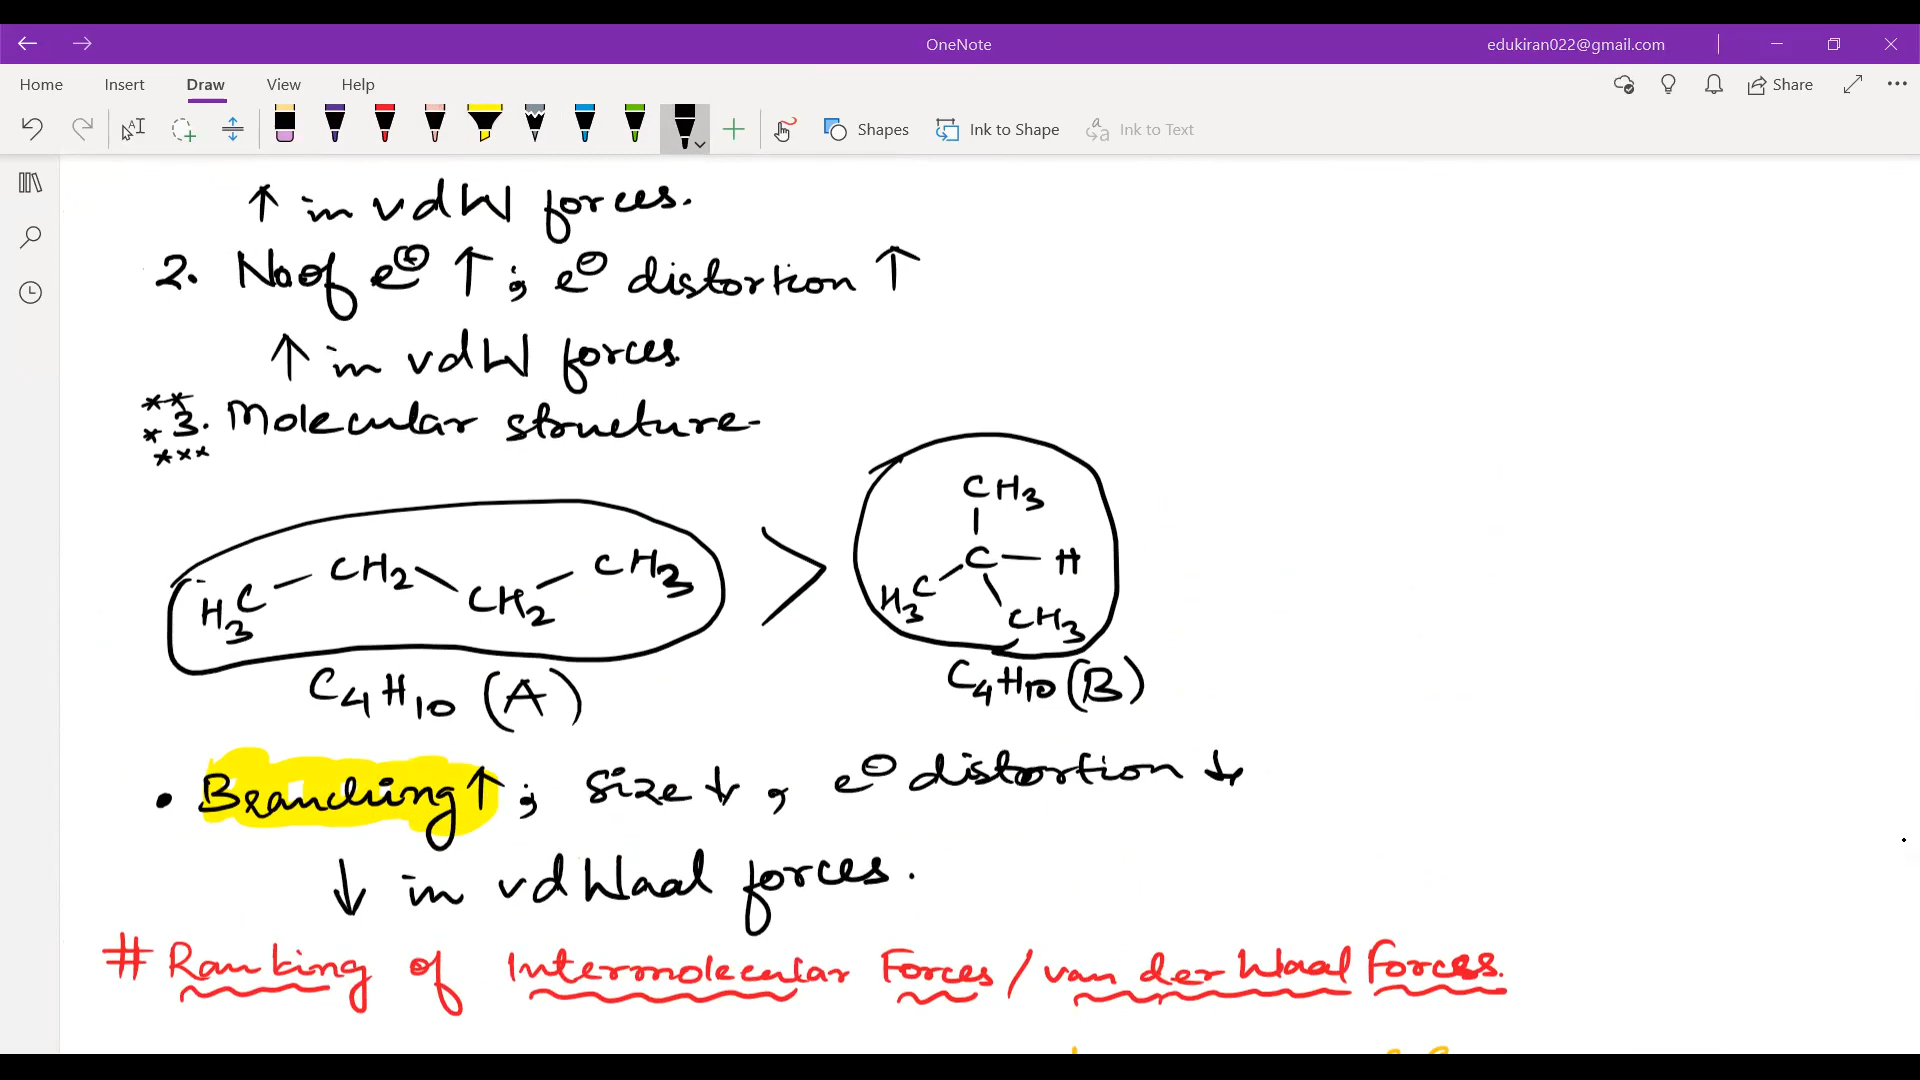 OneNote
edukiran022@gmail.com
Home Insert Draw View Help
Share
Shapes Ink to Shape Ink to Text
↑ in vdW forces.
2. No of e⊖ ↑ ; e⊖ distortion ↑
↑ in vdW forces.
** *3. *** Molecular structure-
H3C — CH2 — CH2 — CH3 > CH3
C — H
H3C
CH3
C4H10 (A) C4H10 (B)
• Branching ↑ ; Size ↓ , e⊖ distortion ↓
↓ in vd Waal forces.
# Ranking of Intermolecular Forces / van der Waal Forces.